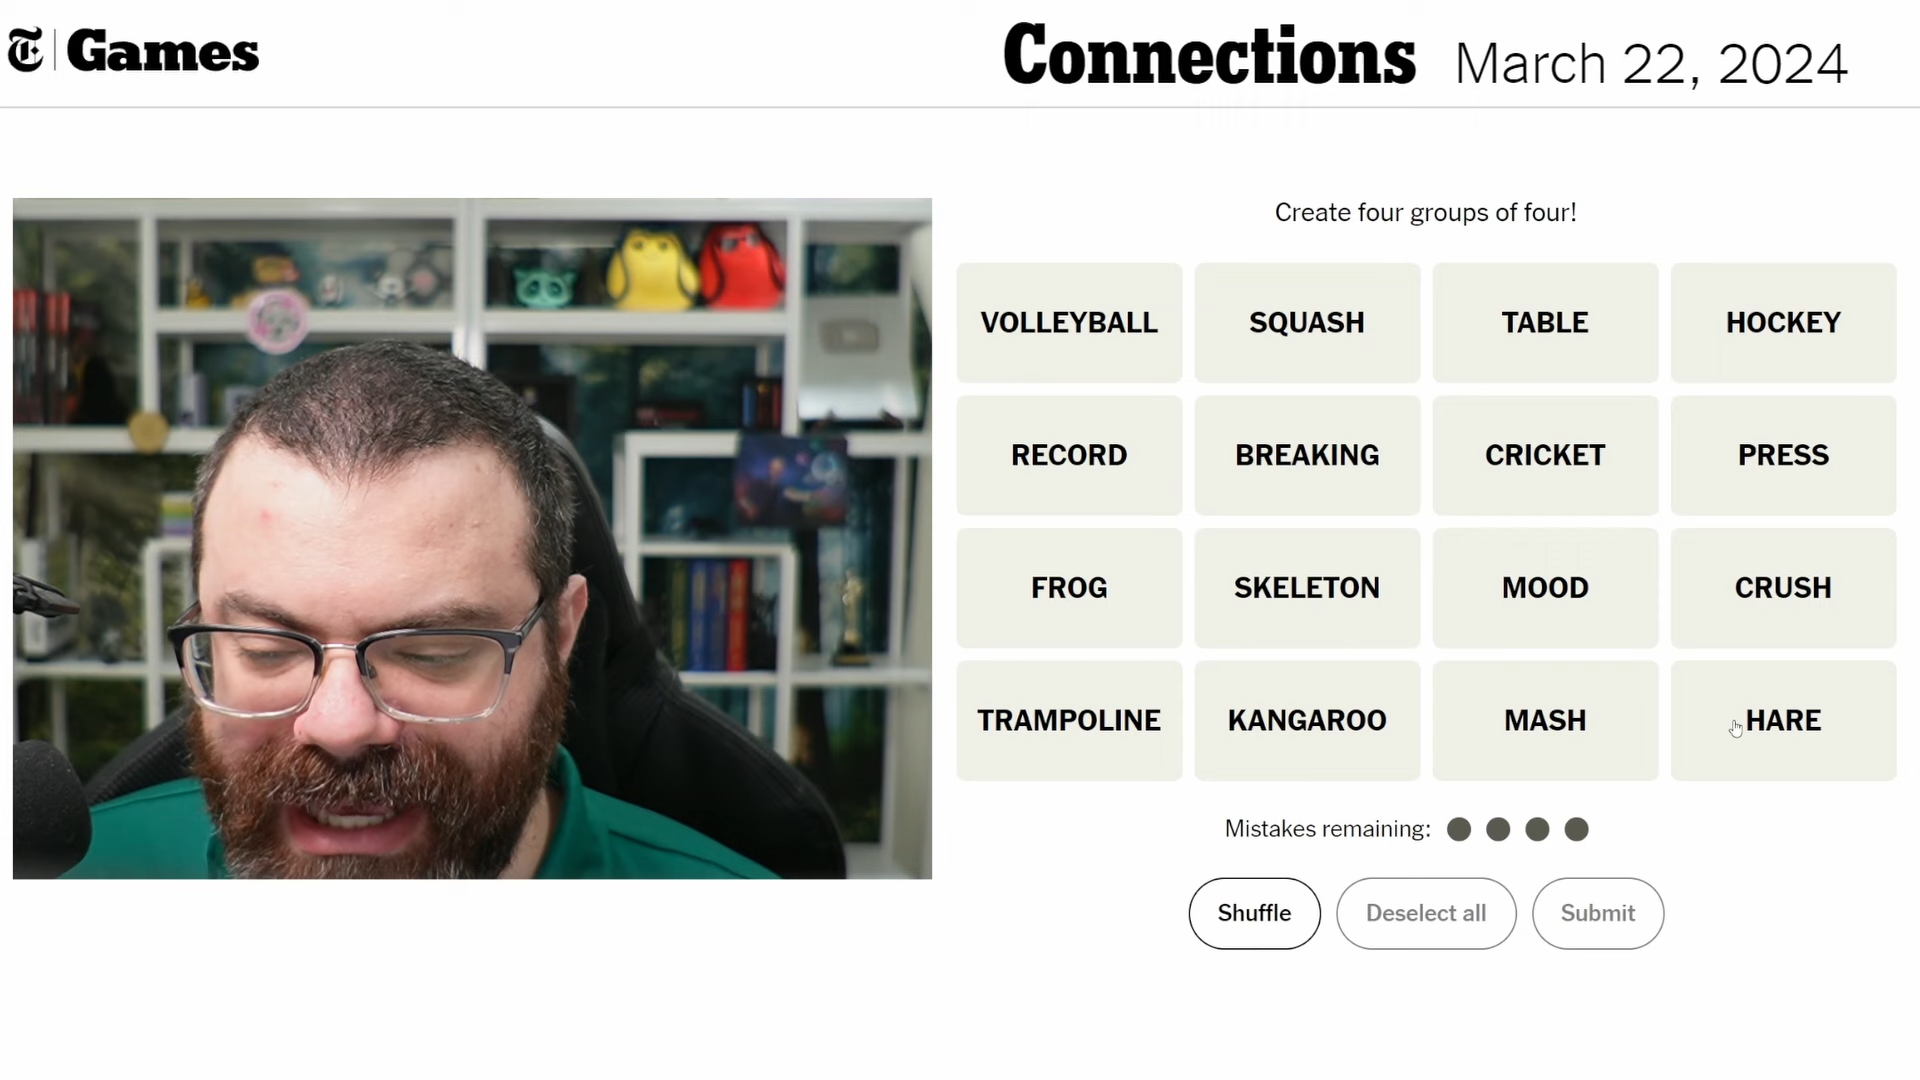 T Games
Connections March 22, 2024
Create four groups of four!
VOLLEYBALL SQUASH TABLE HOCKEY
RECORD BREAKING CRICKET PRESS
FROG SKELETON MOOD CRUSH
TRAMPOLINE KANGAROO MASH HARE
Mistakes remaining:
Shuffle Deselect all Submit